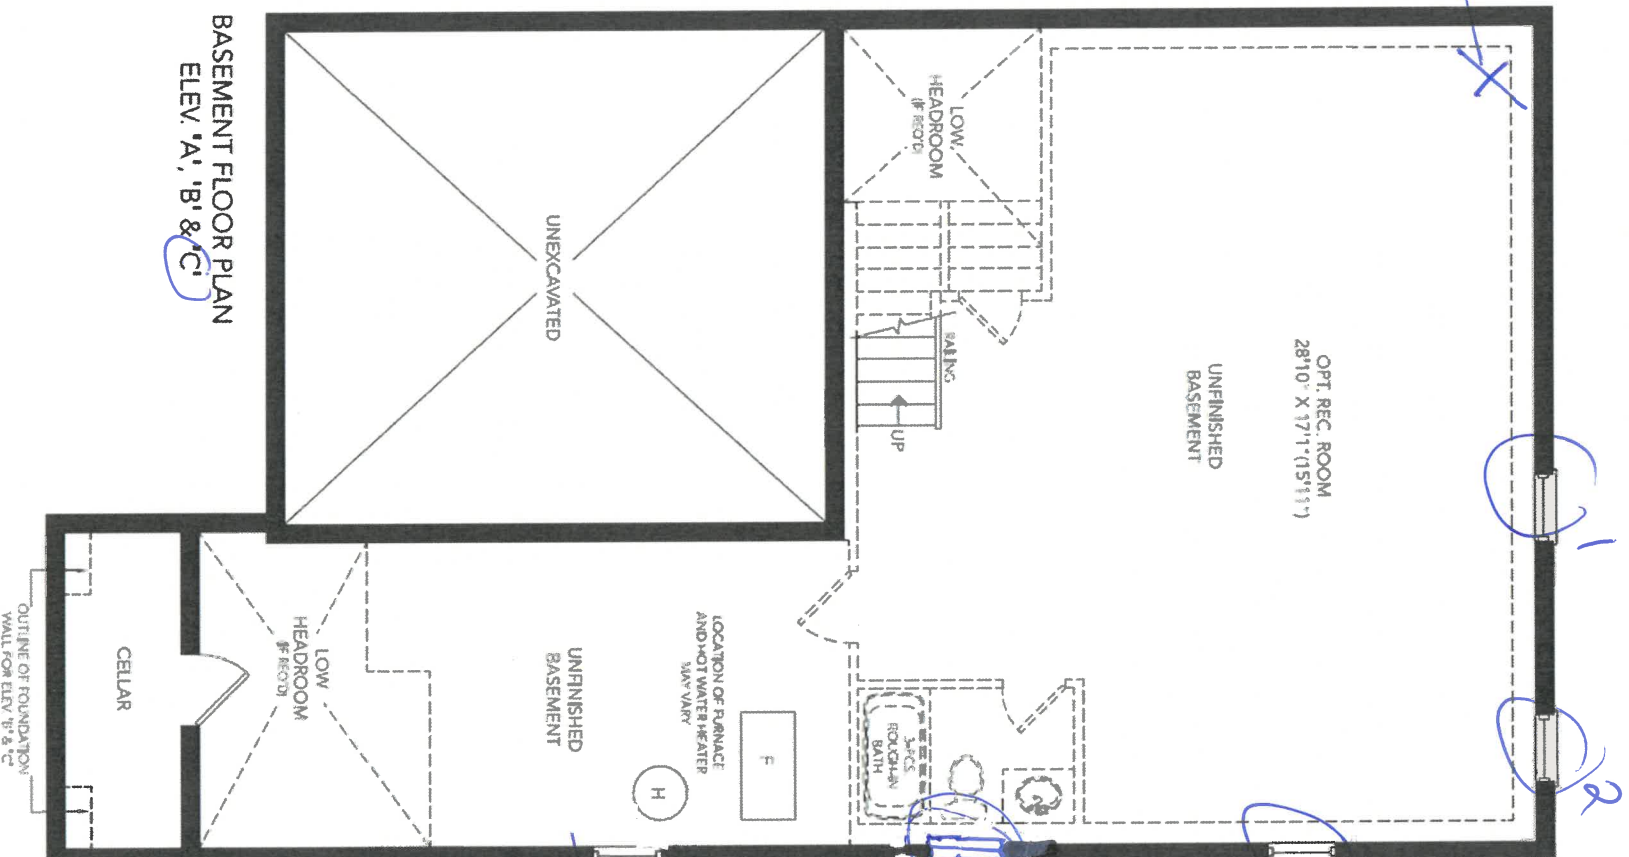 BASEMENT FLOOR PLAN
ELEV. 'A', 'B' & 'C'
UNEXCAVATED
LOW
HEADROOM
(IF REQ'D)
RAILING
UP
OPT. REC. ROOM
28'10" X 17'1" (15'11")
UNFINISHED
BASEMENT
1
2
3-PCS
ROUGH-IN
BATH
LOCATION OF FURNACE
AND HOT WATER HEATER
MAY VARY
F
H
UNFINISHED
BASEMENT
LOW
HEADROOM
(IF REQ'D)
CELLAR
OUTLINE OF FOUNDATION
WALL FOR ELEV 'B' & 'C'